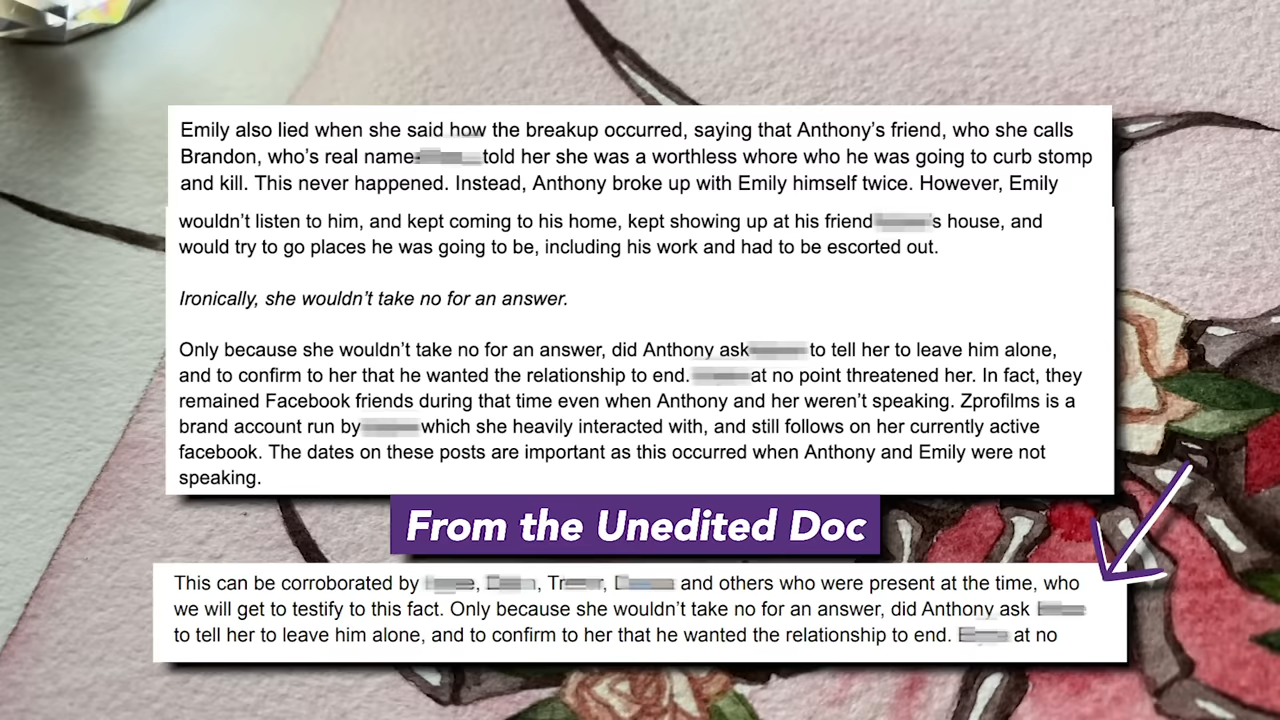 Emily also lied when she said how the breakup occurred, saying that Anthony's friend, who she calls
Brandon, who's real name told her she was a worthless whore who he was going to curb stomp
and kill. This never happened. Instead, Anthony broke up with Emily himself twice. However, Emily
wouldn't listen to him, and kept coming to his home, kept showing up at his friend 's house, and
would try to go places he was going to be, including his work and had to be escorted out.
Ironically, she wouldn't take no for an answer.
Only because she wouldn't take no for an answer, did Anthony ask to tell her to leave him alone,
and to confirm to her that he wanted the relationship to end. at no point threatened her. In fact, they
remained Facebook friends during that time even when Anthony and her weren't speaking. Zprofilms is a
brand account run by which she heavily interacted with, and still follows on her currently active
facebook. The dates on these posts are important as this occurred when Anthony and Emily were not
speaking.
From the Unedited Doc
This can be corroborated by , , , and others who were present at the time, who
we will get to testify to this fact. Only because she wouldn't take no for an answer, did Anthony ask
to tell her to leave him alone, and to confirm to her that he wanted the relationship to end. at no